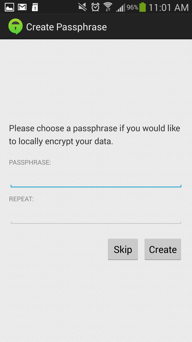 96% 11:01 AM
Create Passphrase
Please choose a passphrase if you would like
to locally encrypt your data.
PASSPHRASE:
REPEAT:
Skip Create